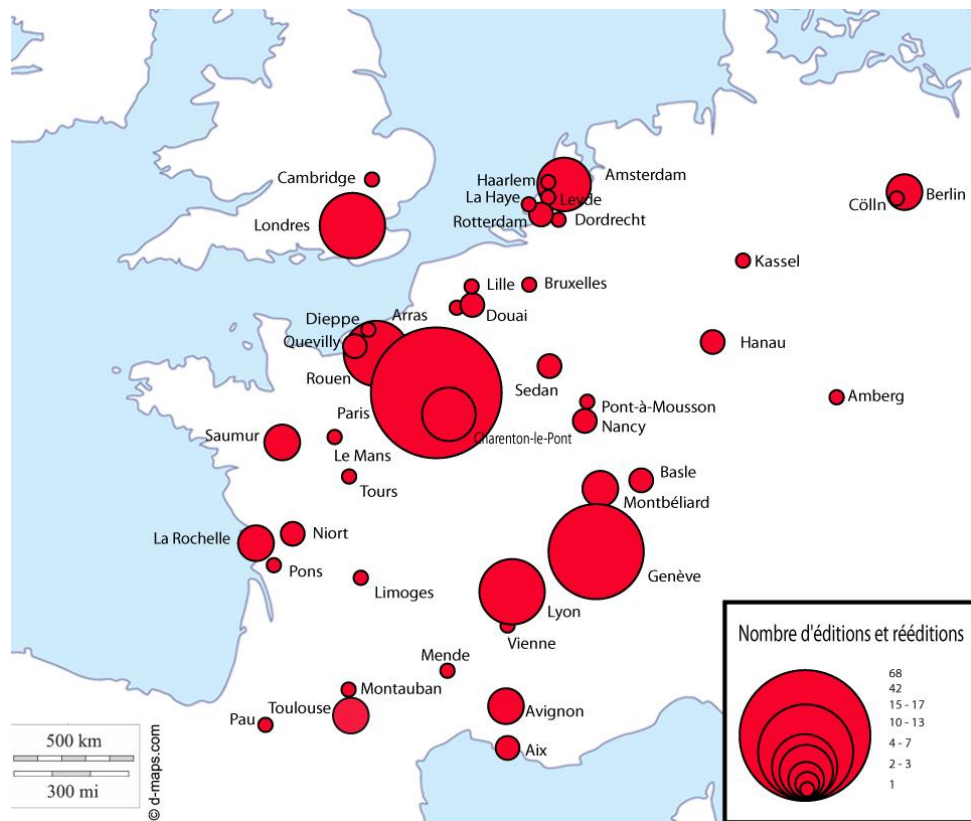 Cambridge
Londres
Haarlem
Amsterdam
La Haye
Leyde
Rotterdam
Dordrecht
Berlin
Cölln
Kassel
Lille
Bruxelles
Dieppe
Arras
Douai
Quevilly
Hanau
Rouen
Sedan
Amberg
Paris
Pont-à-Mousson
Nancy
Charenton-le-Pont
Saumur
Le Mans
Tours
Basle
Montbéliard
La Rochelle
Niort
Pons
Limoges
Genève
Lyon
Vienne
Mende
Montauban
Toulouse
Avignon
Pau
Aix
Nombre d'éditions et rééditions
68
42
15 - 17
10 - 13
4 - 7
2 - 3
1
500 km
300 mi
© d-maps.com